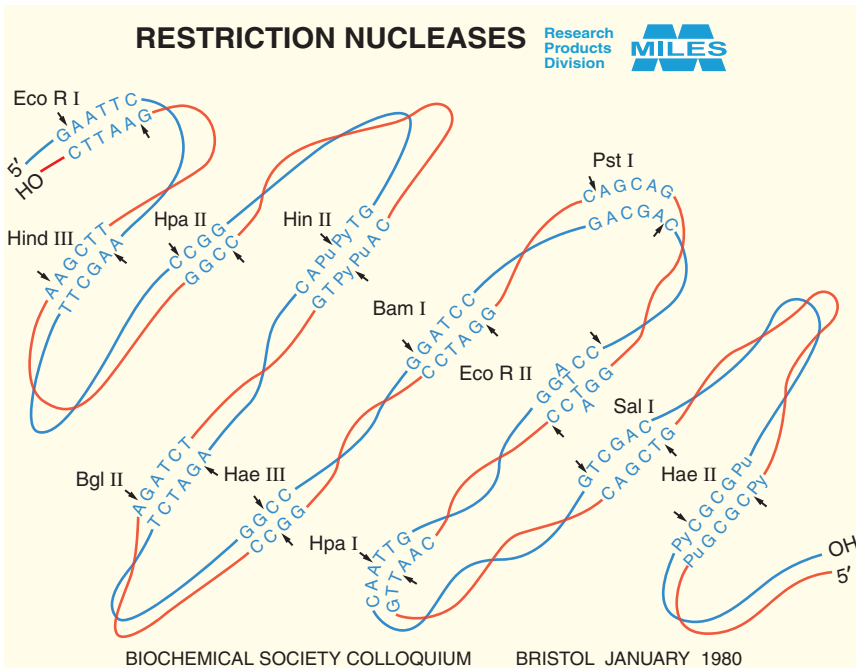 RESTRICTION NUCLEASES
Research
Products
Division
MILES
Eco R I
GAATTC
CTTAAG
5′
HO
Hind III
AAGCTT
TTCGAA
Hpa II
CCGG
GGCC
Hin II
CAPuPyTG
GTPyPuAC
Pst I
CAGCAG
GACGAC
Bam I
GGATCC
CCTAGG
Eco R II
A
GGTCC
CCTGG
A
Sal I
GTCGAC
CAGCTG
Bgl II
AGATCT
TCTAGA
Hae III
GGCC
CCGG
Hpa I
CAATTG
GTTAAC
Hae II
PyCGCGPu
PuGCGCPy
OH
5′
BIOCHEMICAL SOCIETY COLLOQUIUM BRISTOL JANUARY 1980